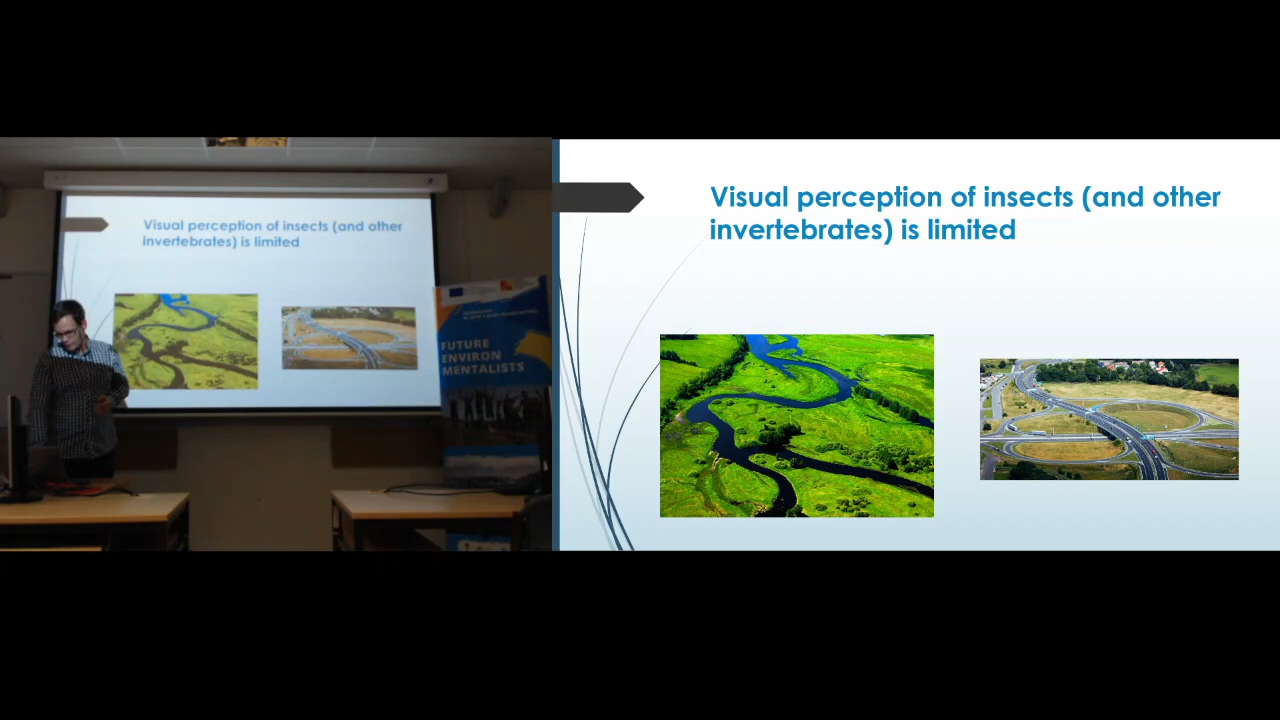 Visual perception of insects (and other
invertebrates) is limited
FUTURE
ENVIRON
MENTALISTS
Visual perception of insects (and other
invertebrates) is limited